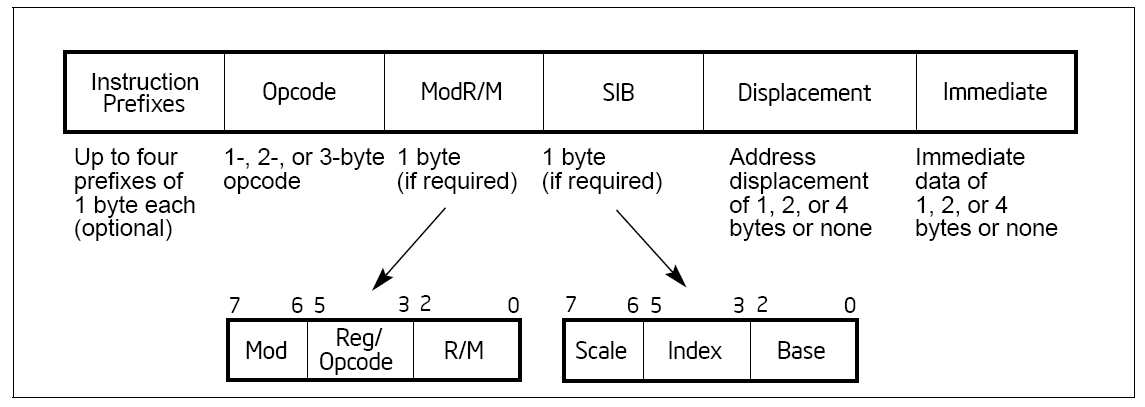 Instruction
Prefixes
Opcode
ModR/M
SIB
Displacement
Immediate
Up to four
prefixes of
1 byte each
(optional)
1-, 2-, or 3-byte
opcode
1 byte
(if required)
1 byte
(if required)
Address
displacement
of 1, 2, or 4
bytes or none
Immediate
data of
1, 2, or 4
bytes or none
7 6 5 3 2 0
Mod
Reg/
Opcode
R/M
7 6 5 3 2 0
Scale
Index
Base